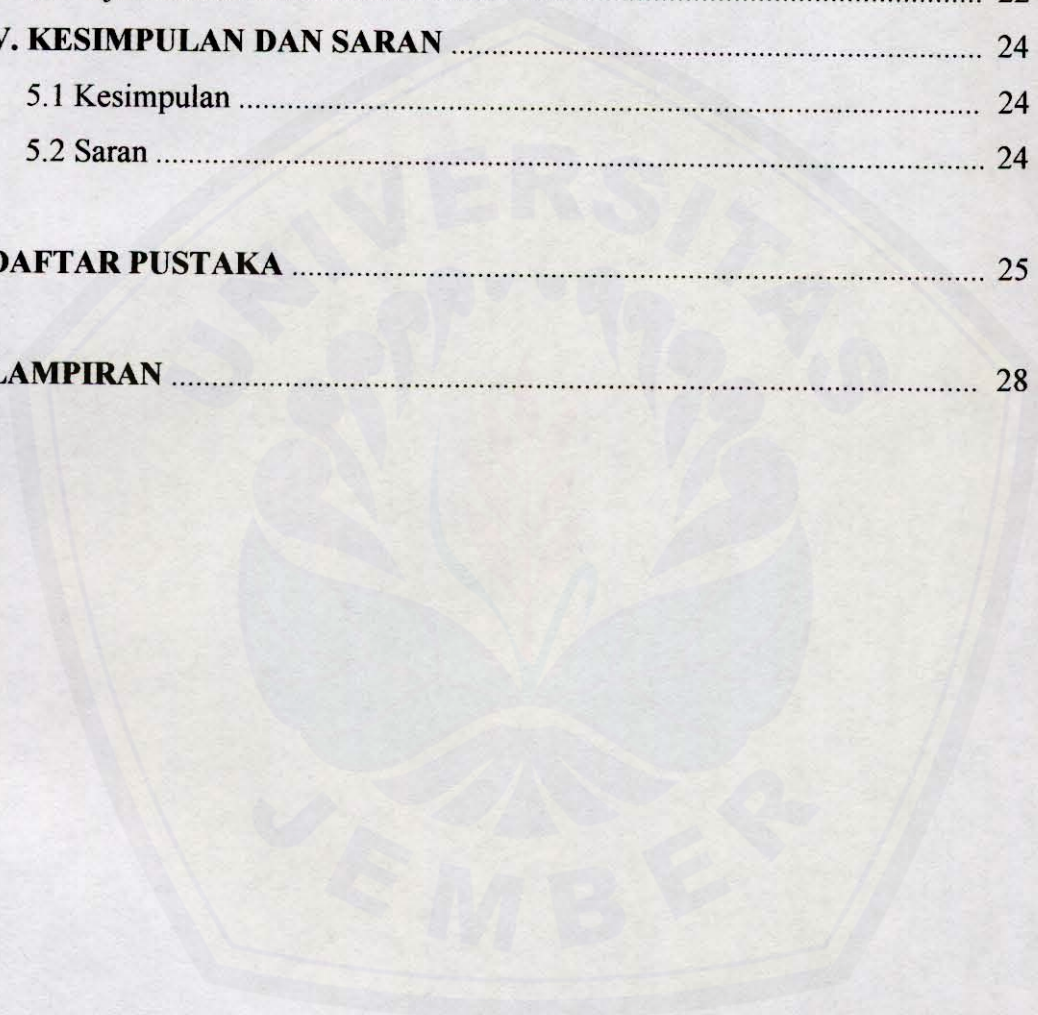 V. KESIMPULAN DAN SARAN ........................................ 24
5.1 Kesimpulan ........................................ 24
5.2 Saran ........................................ 24
DAFTAR PUSTAKA ........................................ 25
LAMPIRAN ........................................ 28
UNIVERSITAS
JEMBER